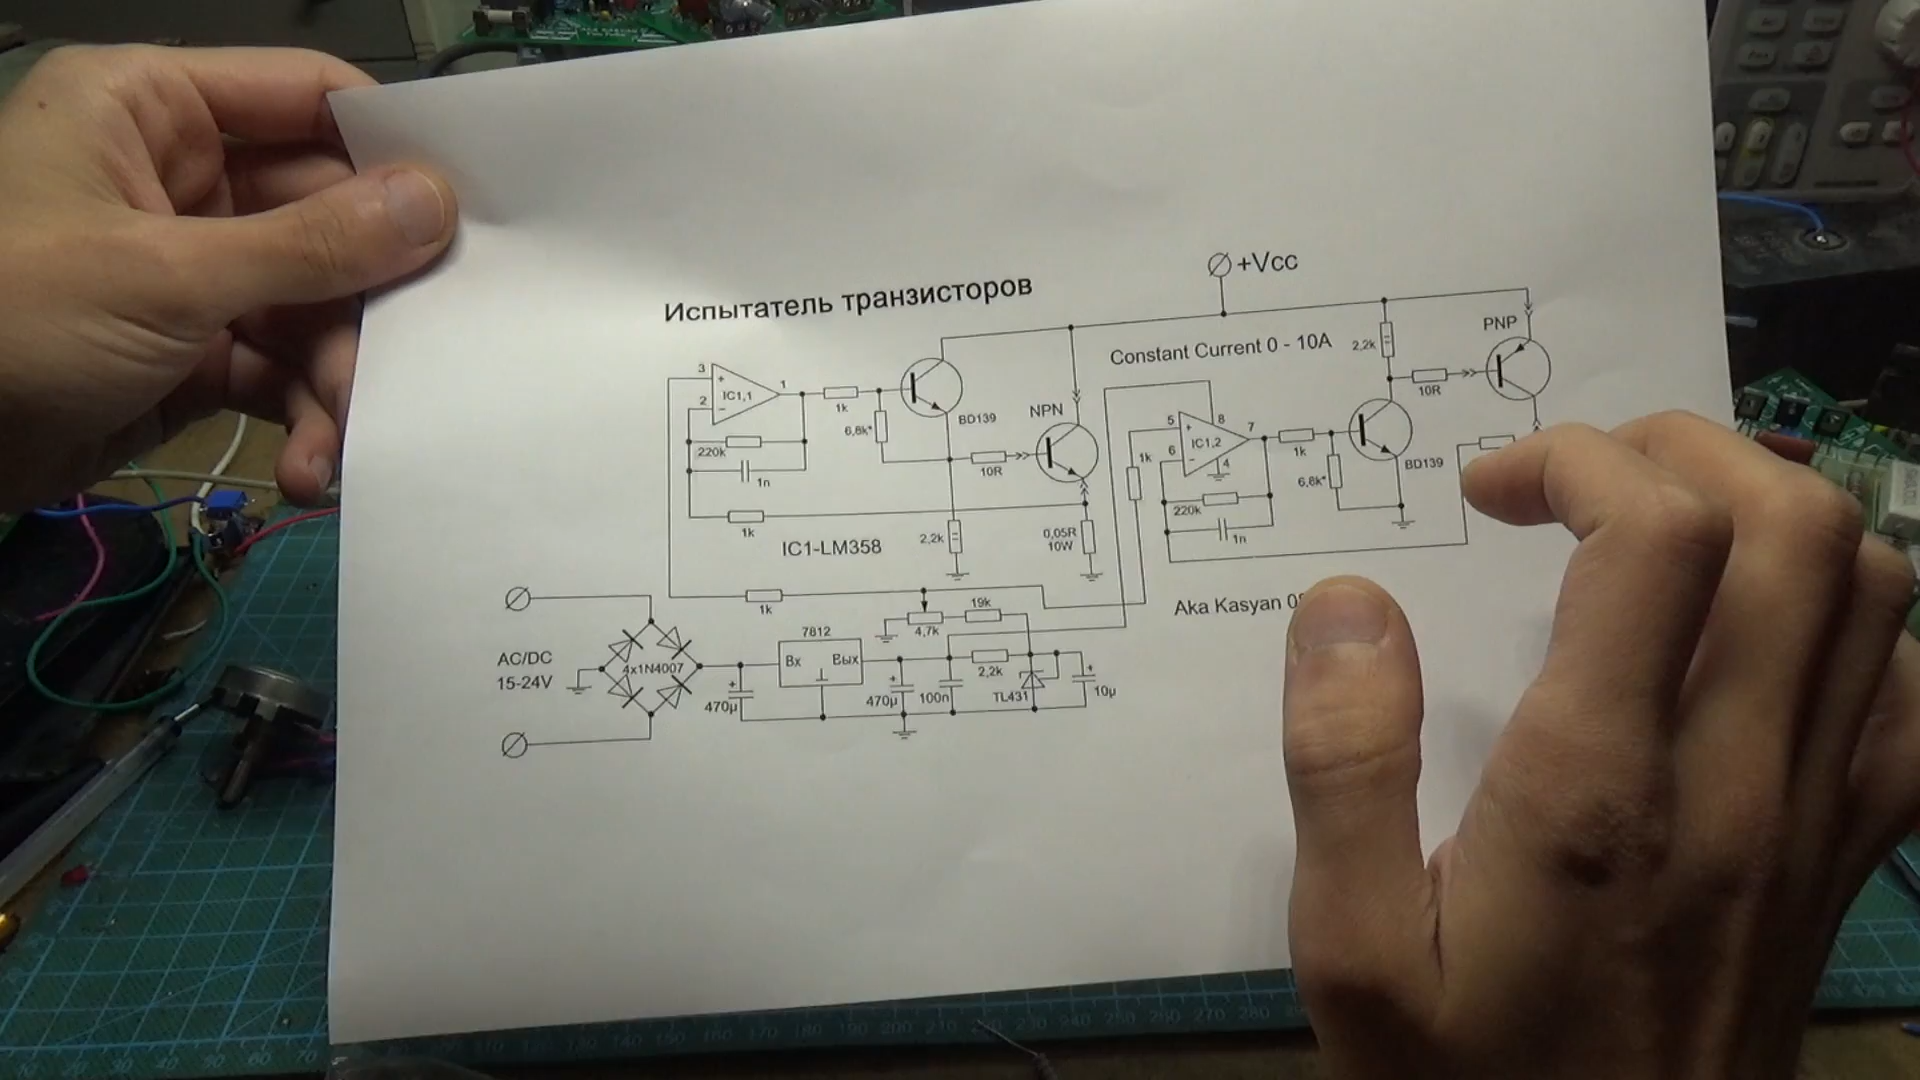 +Vcc
Испытатель транзисторов
Constant Current 0 - 10A
2,2k
PNP
10R
3
+
2
−
IC1,1
1
1k
6,8k*
BD139
NPN
10R
220k
1n
1k
IC1-LM358
2,2k
0,05R
10W
5
+
6
−
IC1,2
8
7
4
1k
1k
6,8k*
BD139
220k
1n
1k
19k
4,7k
Aka Kasyan
AC/DC
15-24V
4x1N4007
7812
Вх
Вых
+
470µ
+
470µ
100n
2,2k
TL431
+
10µ